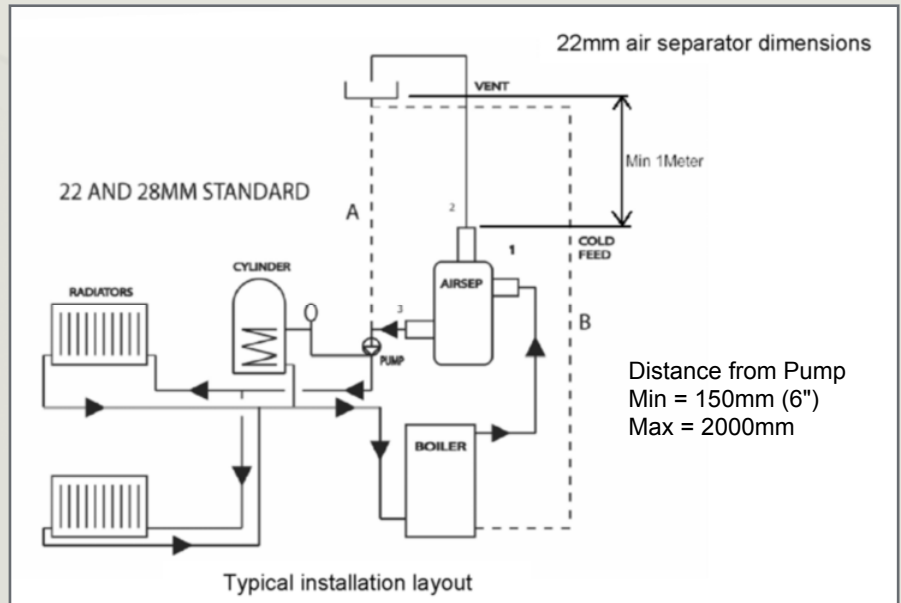 22mm air separator dimensions
VENT
Min 1Meter
22 AND 28MM STANDARD
A
2
COLD
FEED
1
CYLINDER
AIRSEP
RADIATORS
3
B
PUMP
Distance from Pump
Min = 150mm (6")
Max = 2000mm
BOILER
Typical installation layout